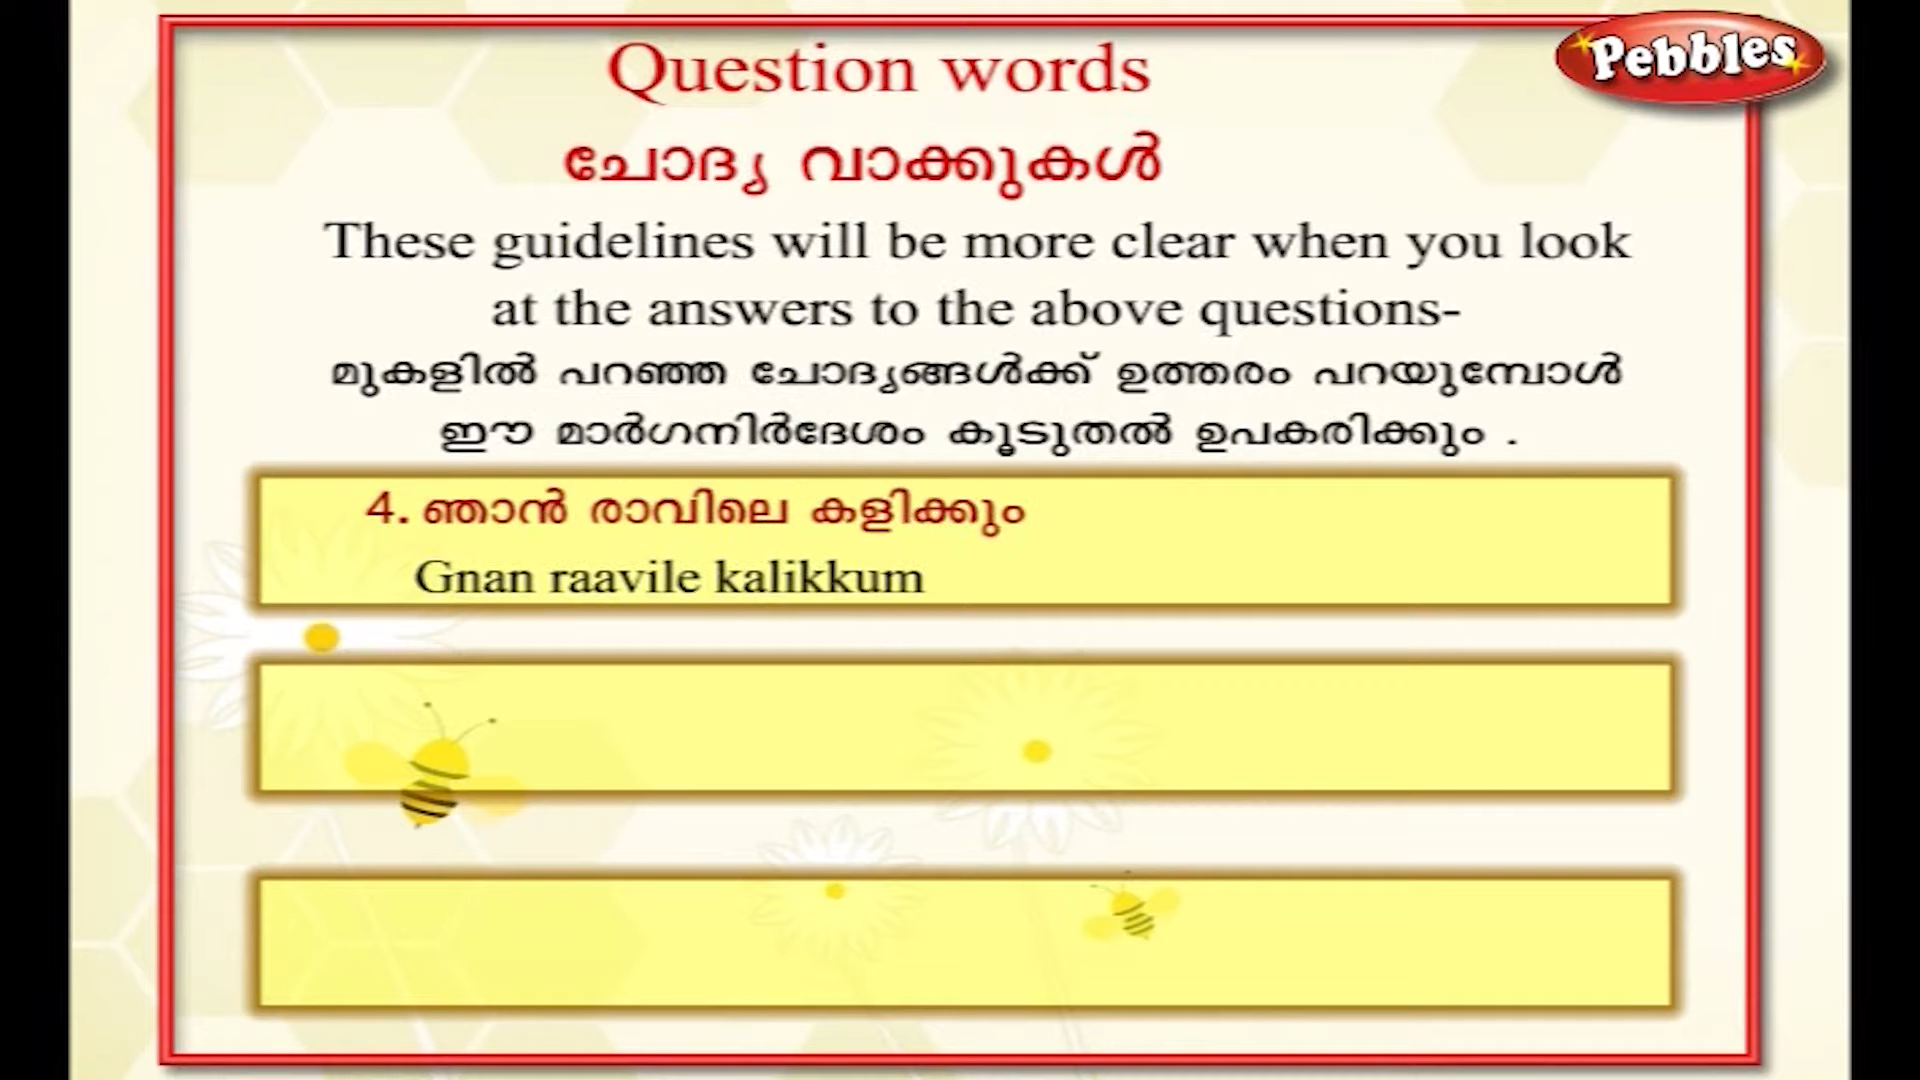 Pebbles
Question words
ചോദ്യ വാക്കുകൾ
These guidelines will be more clear when you look
at the answers to the above questions-
മുകളിൽ പറഞ്ഞ ചോദ്യങ്ങൾക്ക് ഉത്തരം പറയുമ്പോൾ
ഈ മാർഗനിർദേശം കൂടുതൽ ഉപകരിക്കും .
4. ഞാൻ രാവിലെ കളിക്കും
Gnan raavile kalikkum